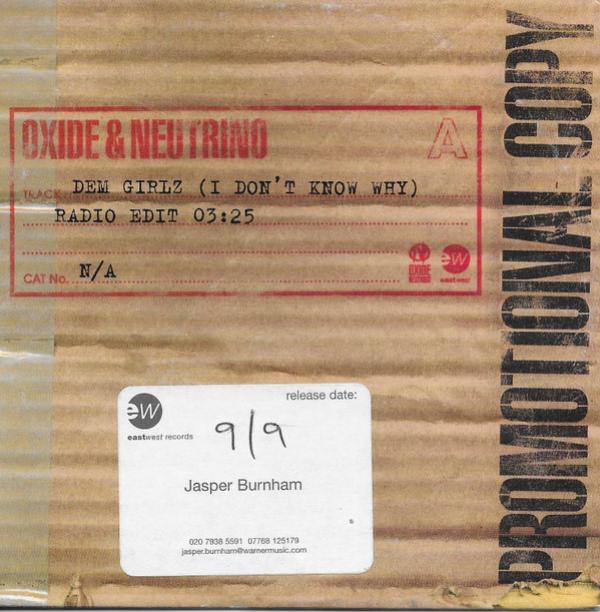 OXIDE & NEUTRINO
A
TRACK DEM GIRLZ (I DON'T KNOW WHY)
RADIO EDIT 03:25
CAT No. N/A
OXIDE
ew
eastwest
PROMOTIONAL COPY
ew
eastwest records
release date:
9/9
Jasper Burnham
020 7938 5591 07768 125179
jasper.burnham@warnermusic.com